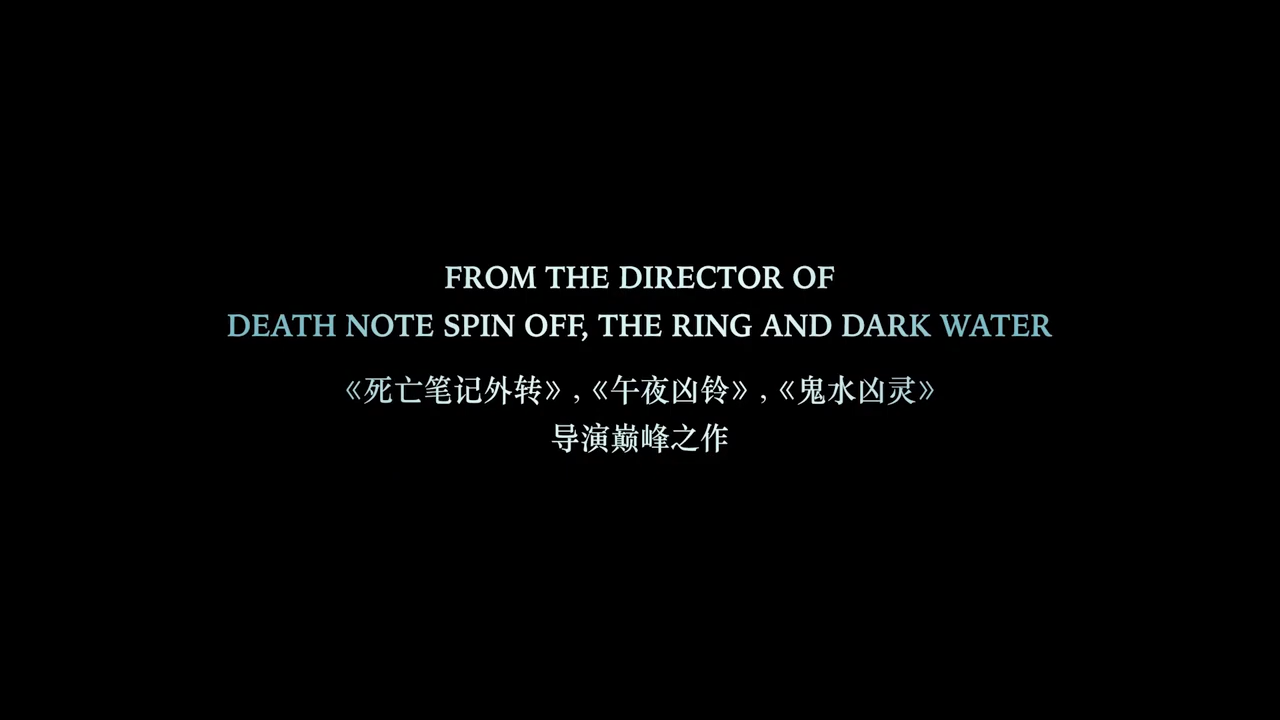 FROM THE DIRECTOR OF
DEATH NOTE SPIN OFF, THE RING AND DARK WATER
《死亡笔记外转》,《午夜凶铃》,《鬼水凶灵》
导演巅峰之作